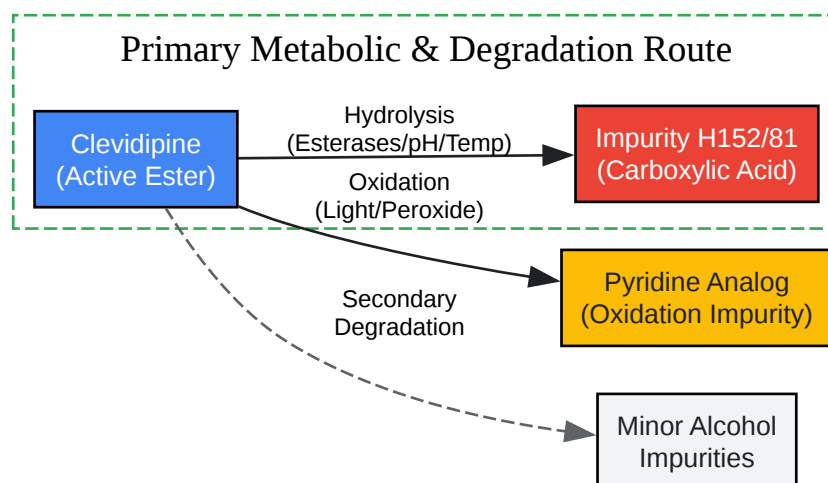 Primary Metabolic & Degradation Route
Clevidipine
(Active Ester)
Hydrolysis
(Esterases/pH/Temp)
Impurity H152/81
(Carboxylic Acid)
Oxidation
(Light/Peroxide)
Pyridine Analog
(Oxidation Impurity)
Secondary
Degradation
Minor Alcohol
Impurities